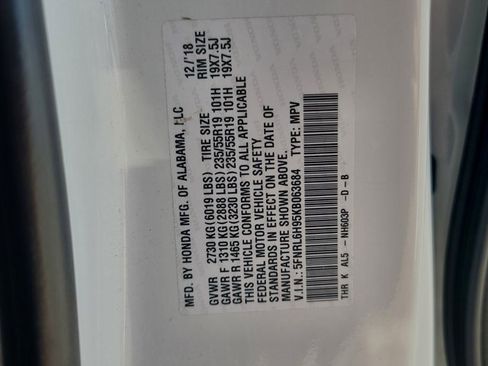 MFD. BY HONDA MFG. OF ALABAMA, LLC 12/'18
GVWR 2730 KG(6019 LBS) TIRE SIZE RIM SIZE
GAWR F 1310 KG(2888 LBS) 235/55R19 101H 19X7.5J
GAWR R 1465 KG(3230 LBS) 235/55R19 101H 19X7.5J
THIS VEHICLE CONFORMS TO ALL APPLICABLE
FEDERAL MOTOR VEHICLE SAFETY
STANDARDS IN EFFECT ON THE DATE OF
MANUFACTURE SHOWN ABOVE.
V.I.N.: 5FNRL6H95KB063684 TYPE: MPV
THR K AL5 -NH603P -D-B